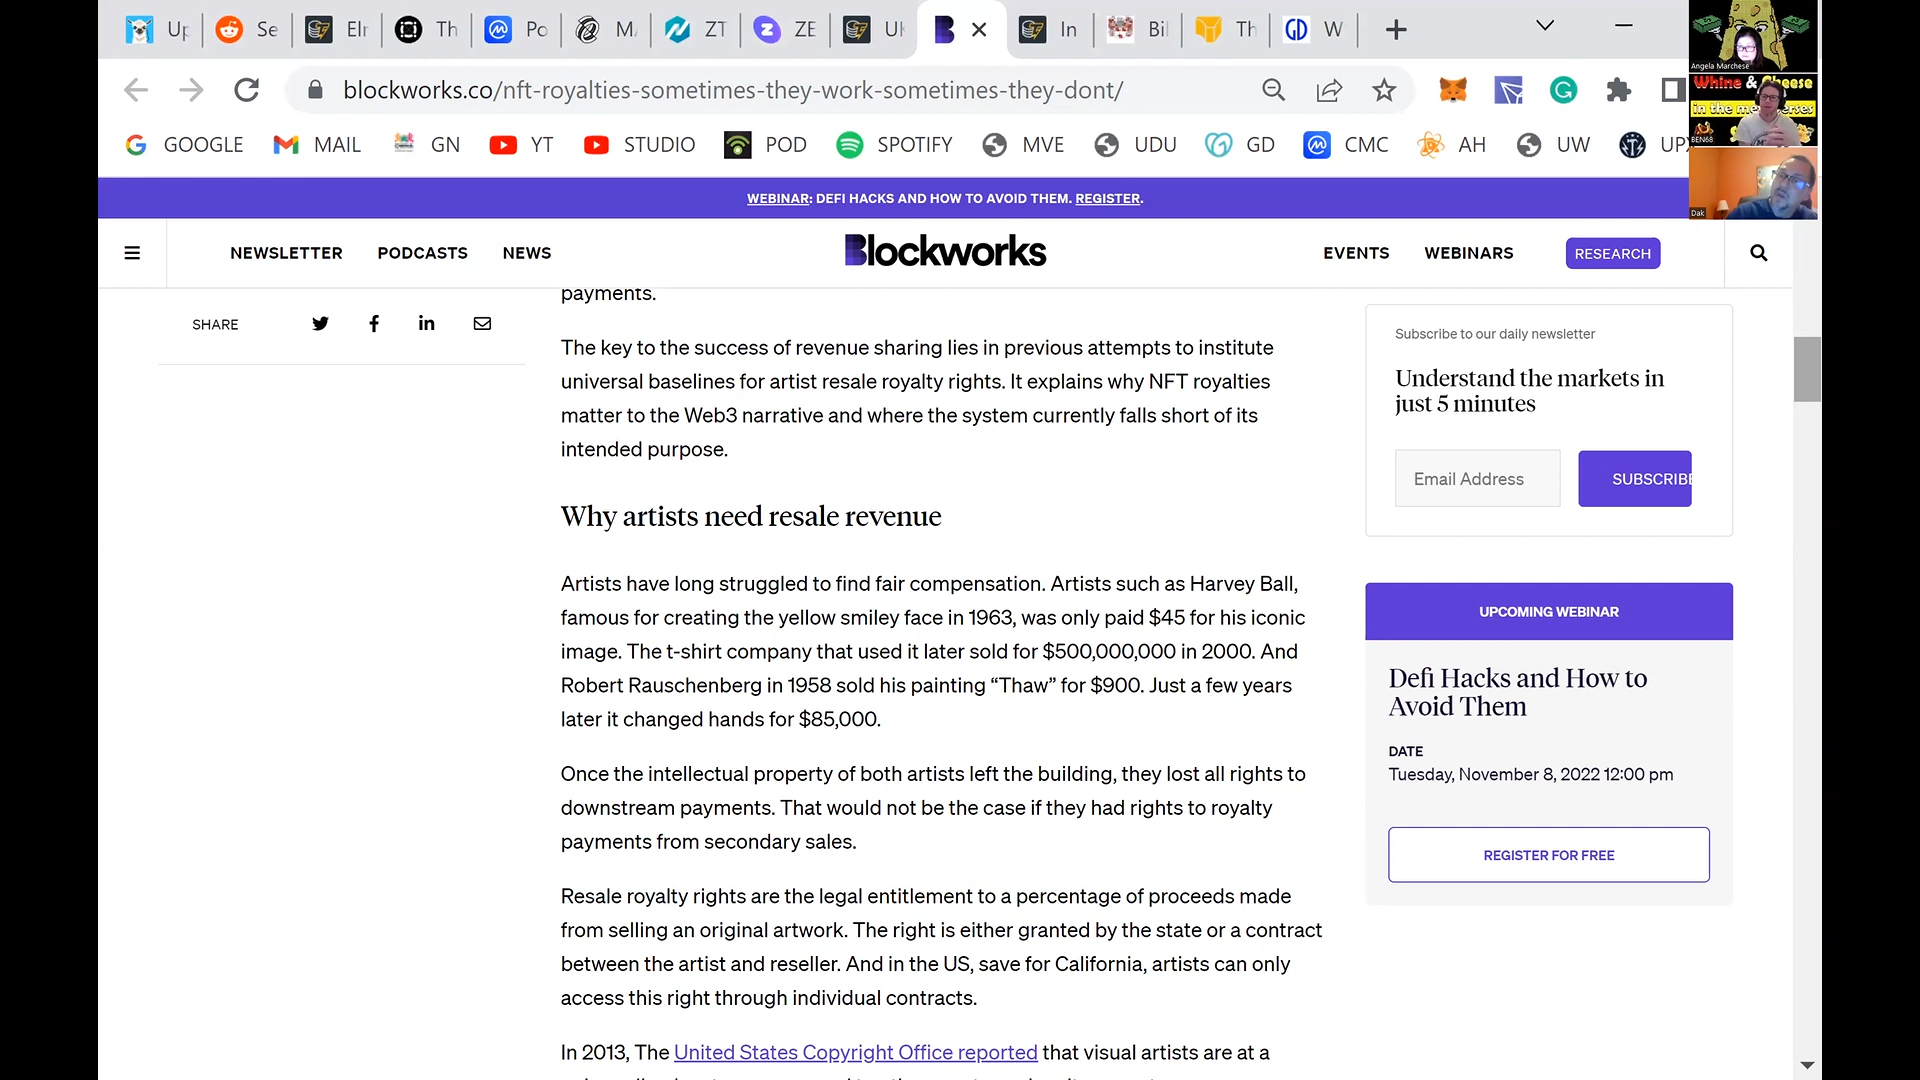 Up
Se
Elr
Th
Po
M
ZT
ZE
UK
In
Bil
Th
GD
W
blockworks.co/nft-royalties-sometimes-they-work-sometimes-they-dont/
GOOGLE
MAIL
GN
YT
STUDIO
POD
SPOTIFY
MVE
UDU
GD
CMC
AH
UW
UPX
Angela Marchese
Whine & Cheese
in the metaverses
BEN68
Dak
WEBINAR: DEFI HACKS AND HOW TO AVOID THEM. REGISTER.
NEWSLETTER
PODCASTS
NEWS
Blockworks
EVENTS
WEBINARS
RESEARCH
SHARE
payments.
The key to the success of revenue sharing lies in previous attempts to institute
universal baselines for artist resale royalty rights. It explains why NFT royalties
matter to the Web3 narrative and where the system currently falls short of its
intended purpose.
Why artists need resale revenue
Artists have long struggled to find fair compensation. Artists such as Harvey Ball,
famous for creating the yellow smiley face in 1963, was only paid $45 for his iconic
image. The t-shirt company that used it later sold for $500,000,000 in 2000. And
Robert Rauschenberg in 1958 sold his painting “Thaw” for $900. Just a few years
later it changed hands for $85,000.
Once the intellectual property of both artists left the building, they lost all rights to
downstream payments. That would not be the case if they had rights to royalty
payments from secondary sales.
Resale royalty rights are the legal entitlement to a percentage of proceeds made
from selling an original artwork. The right is either granted by the state or a contract
between the artist and reseller. And in the US, save for California, artists can only
access this right through individual contracts.
In 2013, The United States Copyright Office reported that visual artists are at a
Subscribe to our daily newsletter
Understand the markets in
just 5 minutes
Email Address
SUBSCRIBE
UPCOMING WEBINAR
Defi Hacks and How to
Avoid Them
DATE
Tuesday, November 8, 2022 12:00 pm
REGISTER FOR FREE